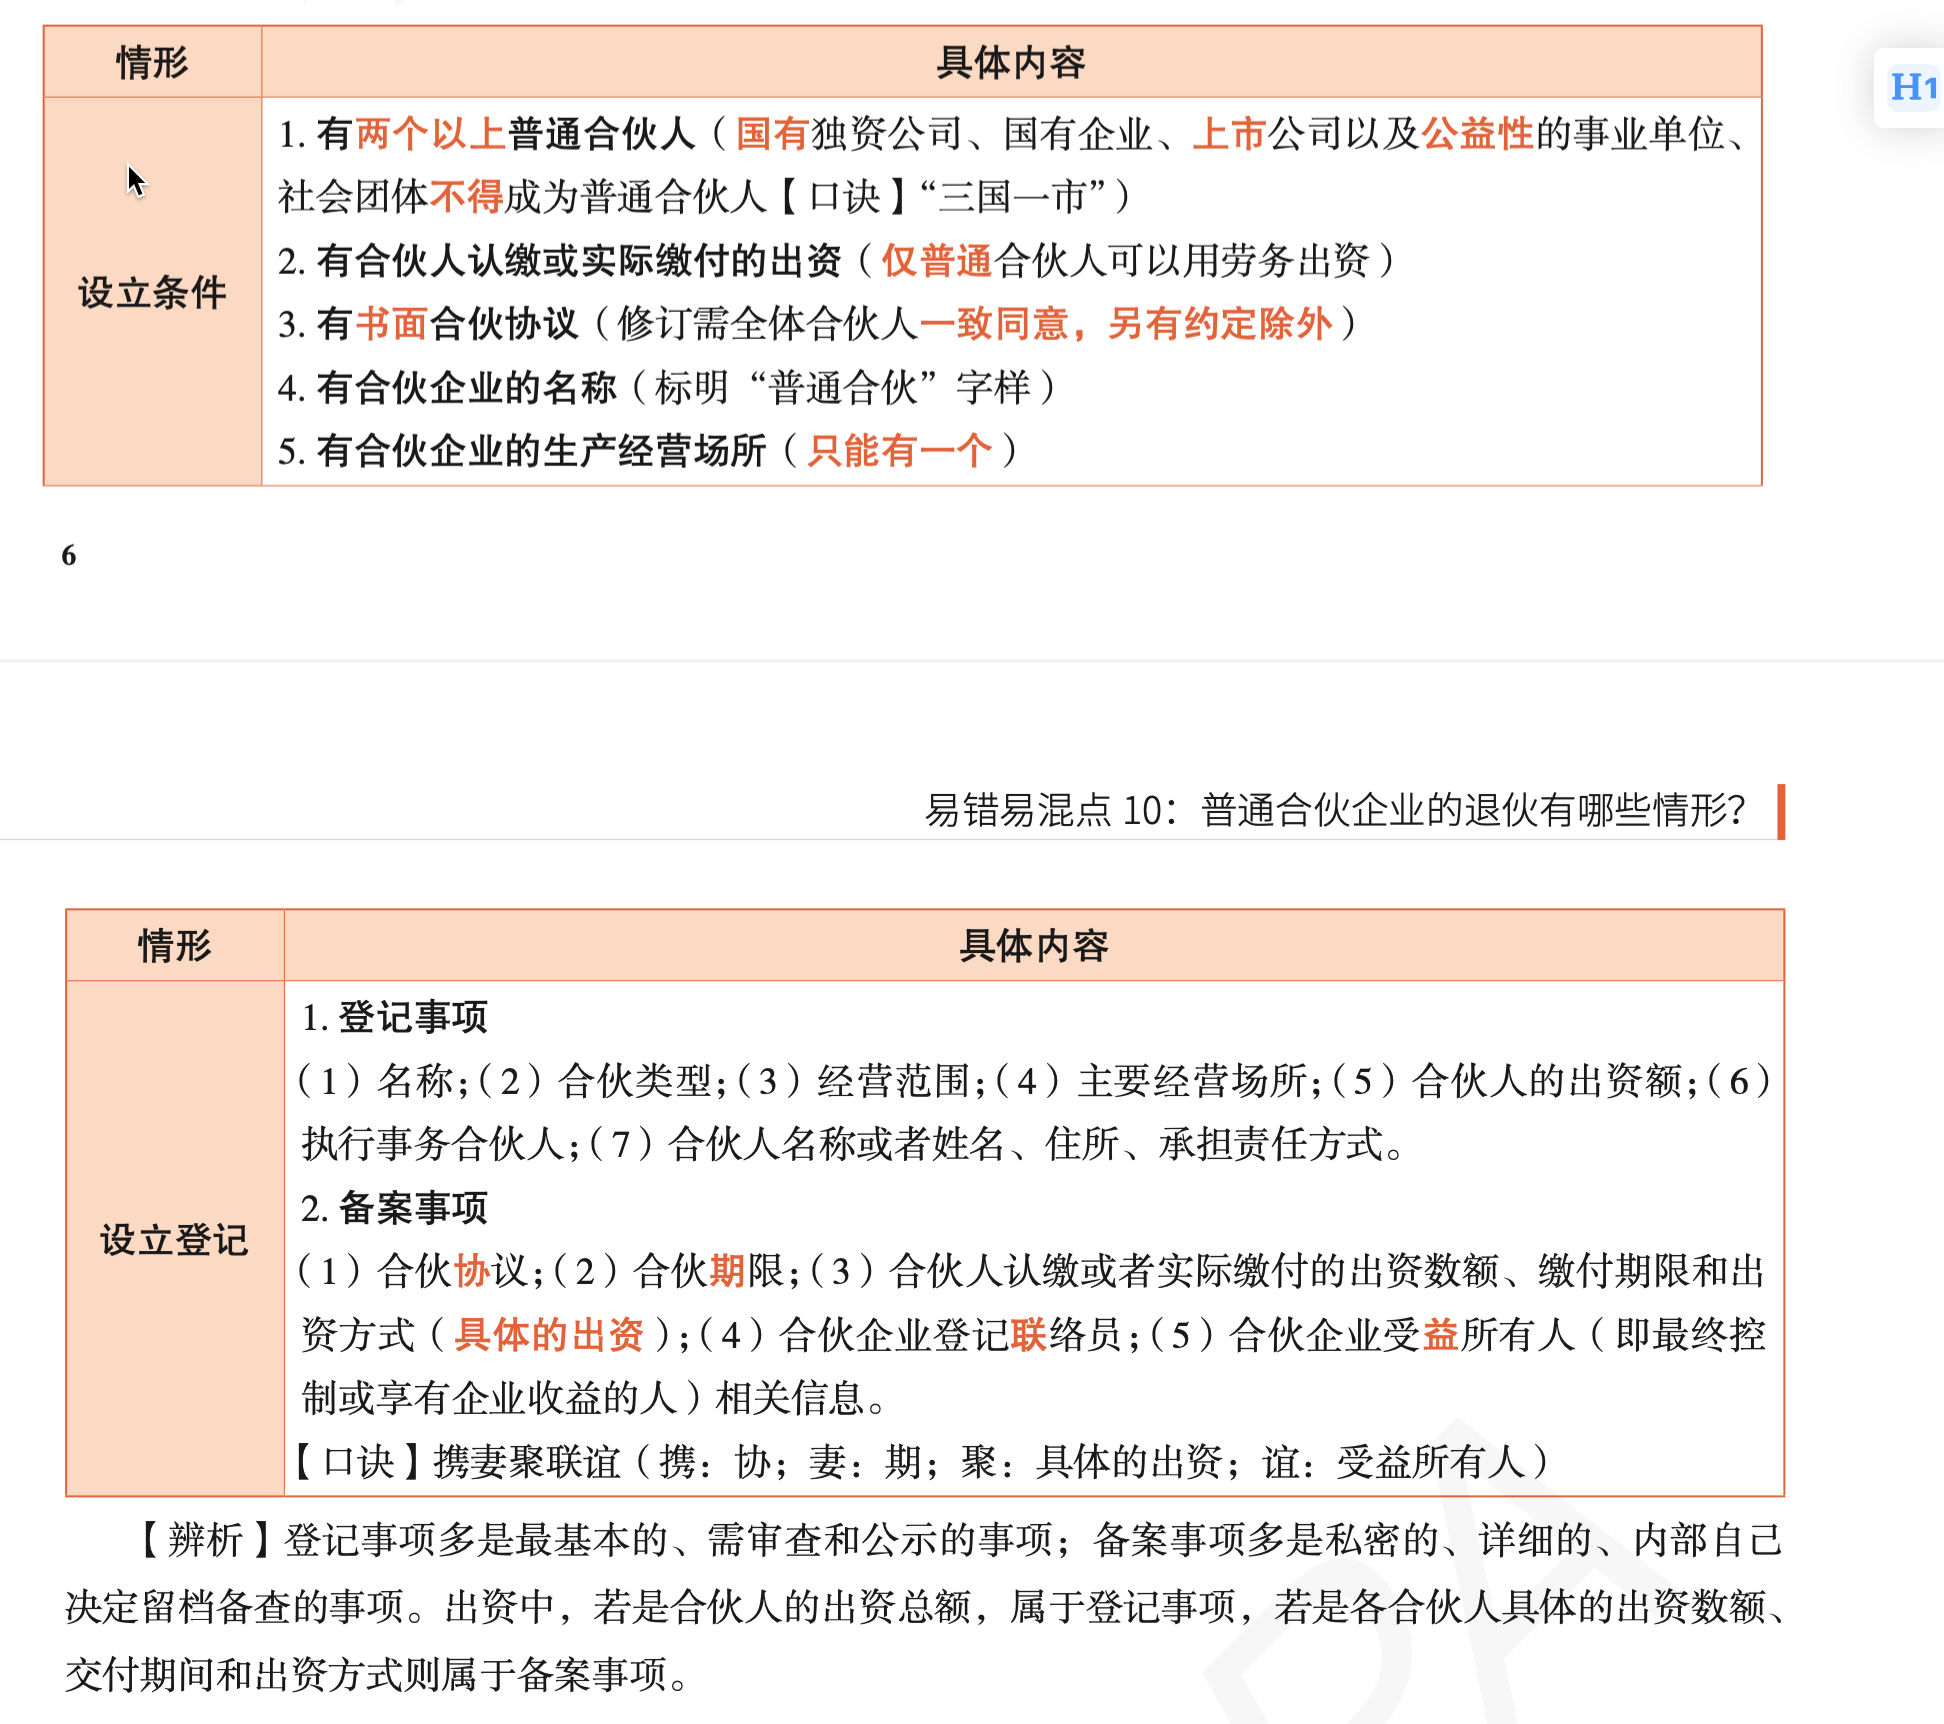 情形
具体内容
设立条件
1. 有两个以上普通合伙人（国有独资公司、国有企业、上市公司以及公益性的事业单位、
社会团体不得成为普通合伙人【口诀】“三国一市”）
2. 有合伙人认缴或实际缴付的出资（仅普通合伙人可以用劳务出资）
3. 有书面合伙协议（修订需全体合伙人一致同意，另有约定除外）
4. 有合伙企业的名称（标明“普通合伙”字样）
5. 有合伙企业的生产经营场所（只能有一个）
H1
6
易错易混点 10：普通合伙企业的退伙有哪些情形？
情形
具体内容
设立登记
1. 登记事项
（1）名称；（2）合伙类型；（3）经营范围；（4）主要经营场所；（5）合伙人的出资额；（6）
执行事务合伙人；（7）合伙人名称或者姓名、住所、承担责任方式。
2. 备案事项
（1）合伙协议；（2）合伙期限；（3）合伙人认缴或者实际缴付的出资数额、缴付期限和出
资方式（具体的出资）；（4）合伙企业登记联络员；（5）合伙企业受益所有人（即最终控
制或享有企业收益的人）相关信息。
【口诀】携妻聚联谊（携：协；妻：期；聚：具体的出资；谊：受益所有人）
【辨析】登记事项多是最基本的、需审查和公示的事项；备案事项多是私密的、详细的、内部自己
决定留档备查的事项。出资中，若是合伙人的出资总额，属于登记事项，若是各合伙人具体的出资数额、
交付期间和出资方式则属于备案事项。